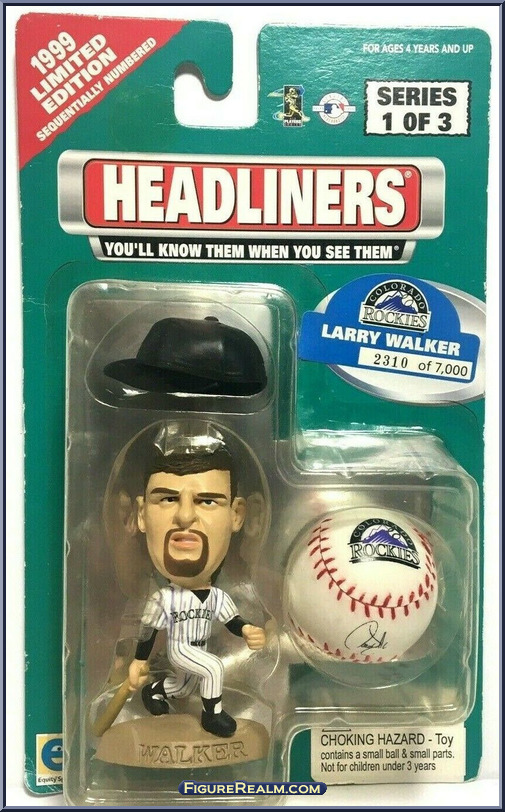 1999
LIMITED
EDITION
SEQUENTIALLY NUMBERED
FOR AGES 4 YEARS AND UP
SERIES
1 OF 3
HEADLINERS®
YOU'LL KNOW THEM WHEN YOU SEE THEM®
COLORADO
ROCKIES
LARRY WALKER
2310 of 7,000
COLORADO
ROCKIES
ROCKIES
WALKER
CHOKING HAZARD - Toy
contains a small ball & small parts.
Not for children under 3 years
FIGUREREALM.COM